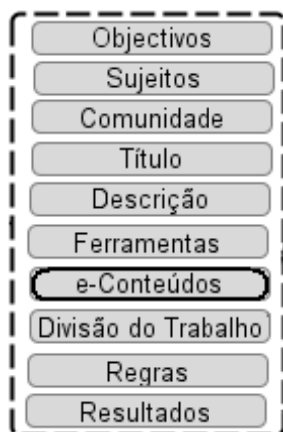 Objectivos
Sujeitos
Comunidade
Título
Descrição
Ferramentas
e-Conteúdos
Divisão do Trabalho
Regras
Resultados